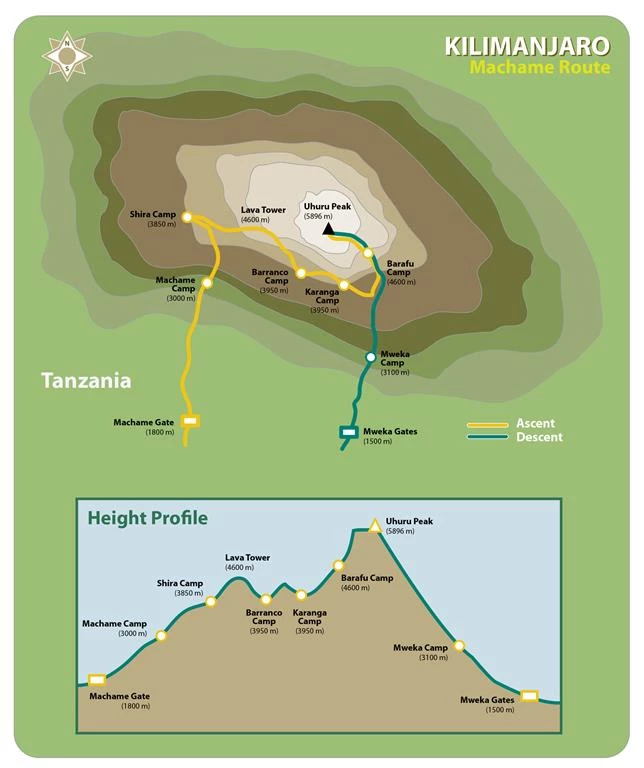 N
S
KILIMANJARO
Machame Route
Shira Camp
(3850 m)
Lava Tower
(4600 m)
Uhuru Peak
(5896 m)
Machame
Camp
(3000 m)
Barranco
Camp
(3950 m)
Karanga
Camp
(3950 m)
Barafu
Camp
(4600 m)
Mweka
Camp
(3100 m)
Tanzania
Machame Gate
(1800 m)
Mweka Gates
(1500 m)
Ascent
Descent
Height Profile
Uhuru Peak
(5896 m)
Lava Tower
(4600 m)
Shira Camp
(3850 m)
Barafu Camp
(4600 m)
Machame Camp
(3000 m)
Barranco
Camp
(3950 m)
Karanga
Camp
(3950 m)
Mweka Camp
(3100 m)
Machame Gate
(1800 m)
Mweka Gates
(1500 m)